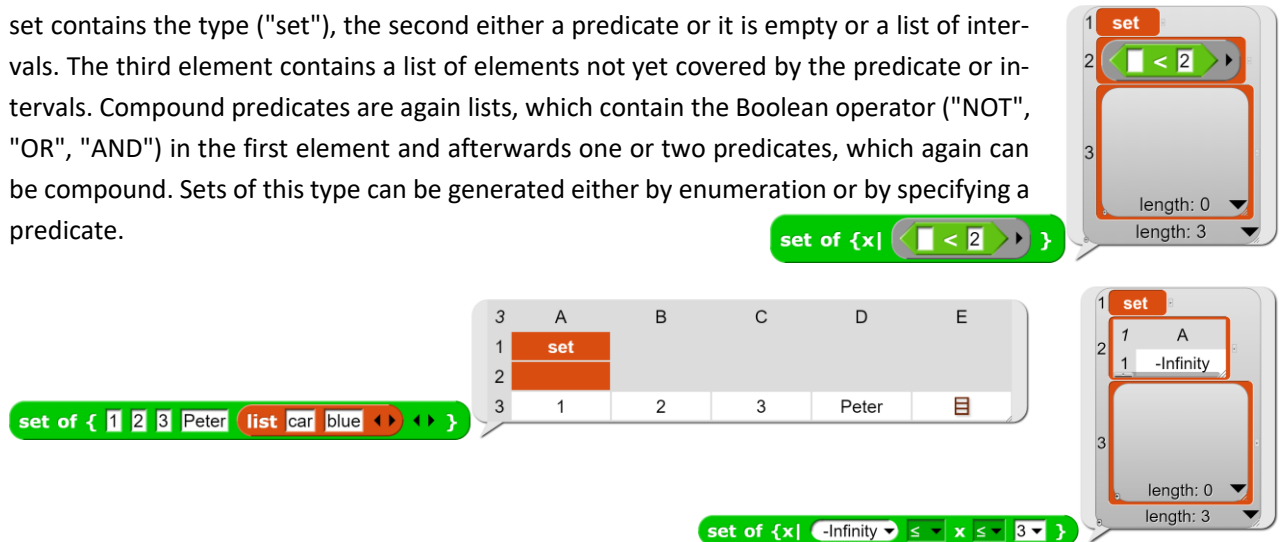 set contains the type ("set"), the second either a predicate or it is empty or a list of inter-
vals. The third element contains a list of elements not yet covered by the predicate or in-
tervals. Compound predicates are again lists, which contain the Boolean operator ("NOT",
"OR", "AND") in the first element and afterwards one or two predicates, which again can
be compound. Sets of this type can be generated either by enumeration or by specifying a
predicate.
set of {x| < 2 }
1 set
2 < 2
3
length: 0
length: 3
set of { 1 2 3 Peter list car blue }
3 A B C D E
1 set
2
3 1 2 3 Peter
set of {x| -Infinity ≤ x ≤ 3 }
1 set
2
1 A
1 -Infinity
3
length: 0
length: 3